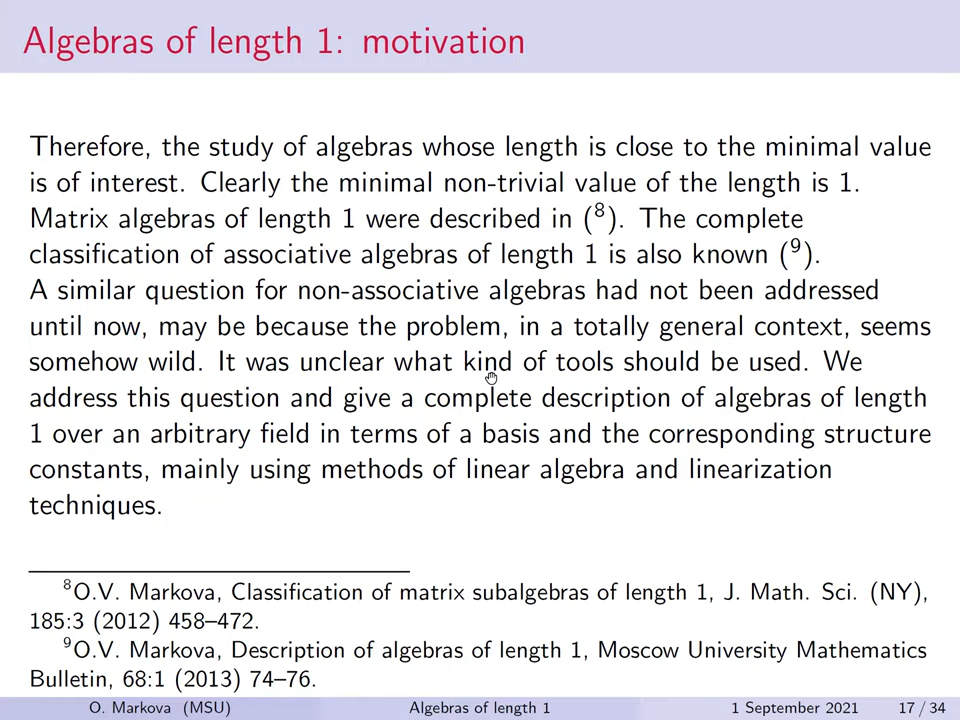 Algebras of length 1: motivation
Therefore, the study of algebras whose length is close to the minimal value
is of interest. Clearly the minimal non-trivial value of the length is 1.
Matrix algebras of length 1 were described in (⁸). The complete
classification of associative algebras of length 1 is also known (⁹).
A similar question for non-associative algebras had not been addressed
until now, may be because the problem, in a totally general context, seems
somehow wild. It was unclear what kind of tools should be used. We
address this question and give a complete description of algebras of length
1 over an arbitrary field in terms of a basis and the corresponding structure
constants, mainly using methods of linear algebra and linearization
techniques.
⁸O.V. Markova, Classification of matrix subalgebras of length 1, J. Math. Sci. (NY),
185:3 (2012) 458–472.
⁹O.V. Markova, Description of algebras of length 1, Moscow University Mathematics
Bulletin, 68:1 (2013) 74–76.
O. Markova (MSU) Algebras of length 1 1 September 2021 17 / 34